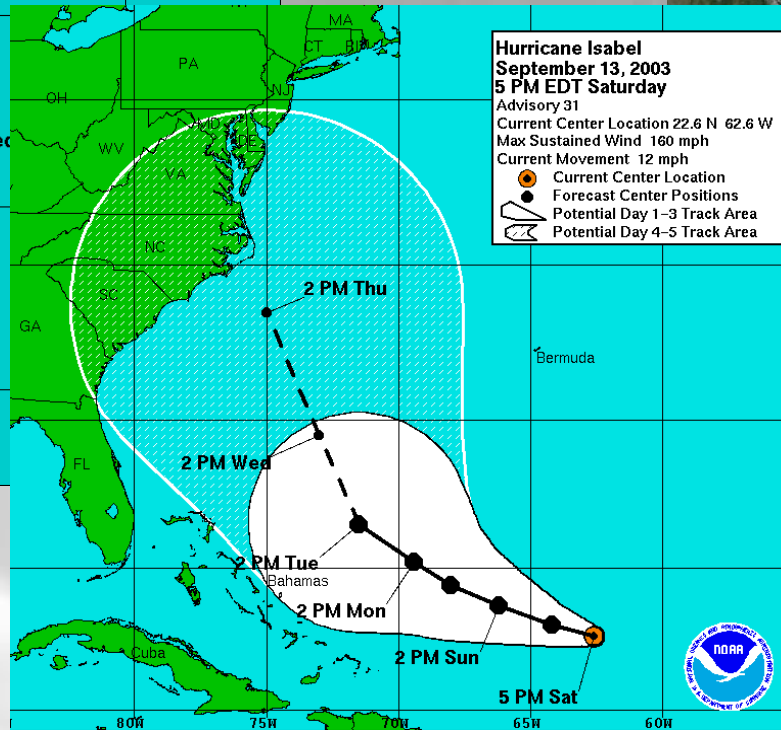 Hurricane Isabel
September 13, 2003
5 PM EDT Saturday
Advisory 31
Current Center Location 22.6 N 62.6 W
Max Sustained Wind 160 mph
Current Movement 12 mph
Current Center Location
Forecast Center Positions
Potential Day 1-3 Track Area
Potential Day 4-5 Track Area
MA
CT
PA
NJ
OH
MD
DE
WV
VA
NC
SC
GA
2 PM Thu
Bermuda
FL
2 PM Wed
2 PM Tue
Bahamas
2 PM Mon
2 PM Sun
Cuba
5 PM Sat
NOAA
80W
75W
70W
65W
60W